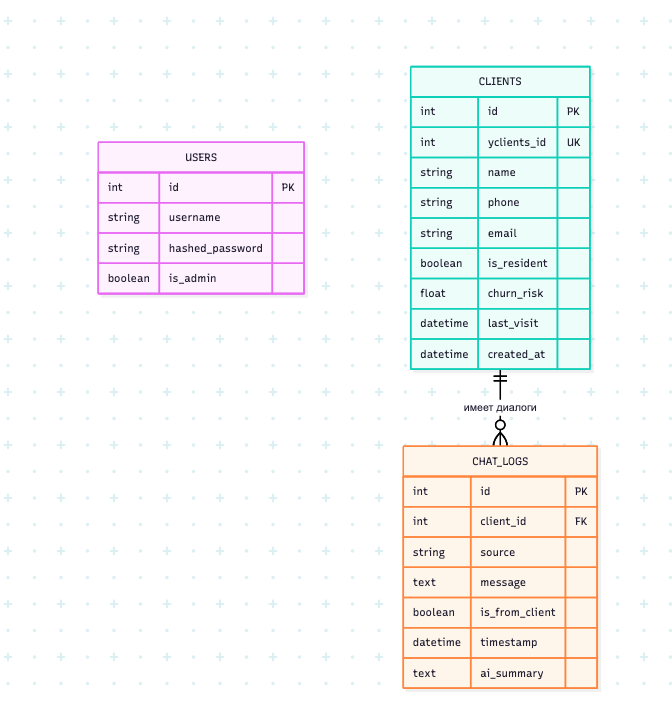 USERS
int id PK
string username
string hashed_password
boolean is_admin
CLIENTS
int id PK
int yclients_id UK
string name
string phone
string email
boolean is_resident
float churn_risk
datetime last_visit
datetime created_at
имеет диалоги
CHAT_LOGS
int id PK
int client_id FK
string source
text message
boolean is_from_client
datetime timestamp
text ai_summary